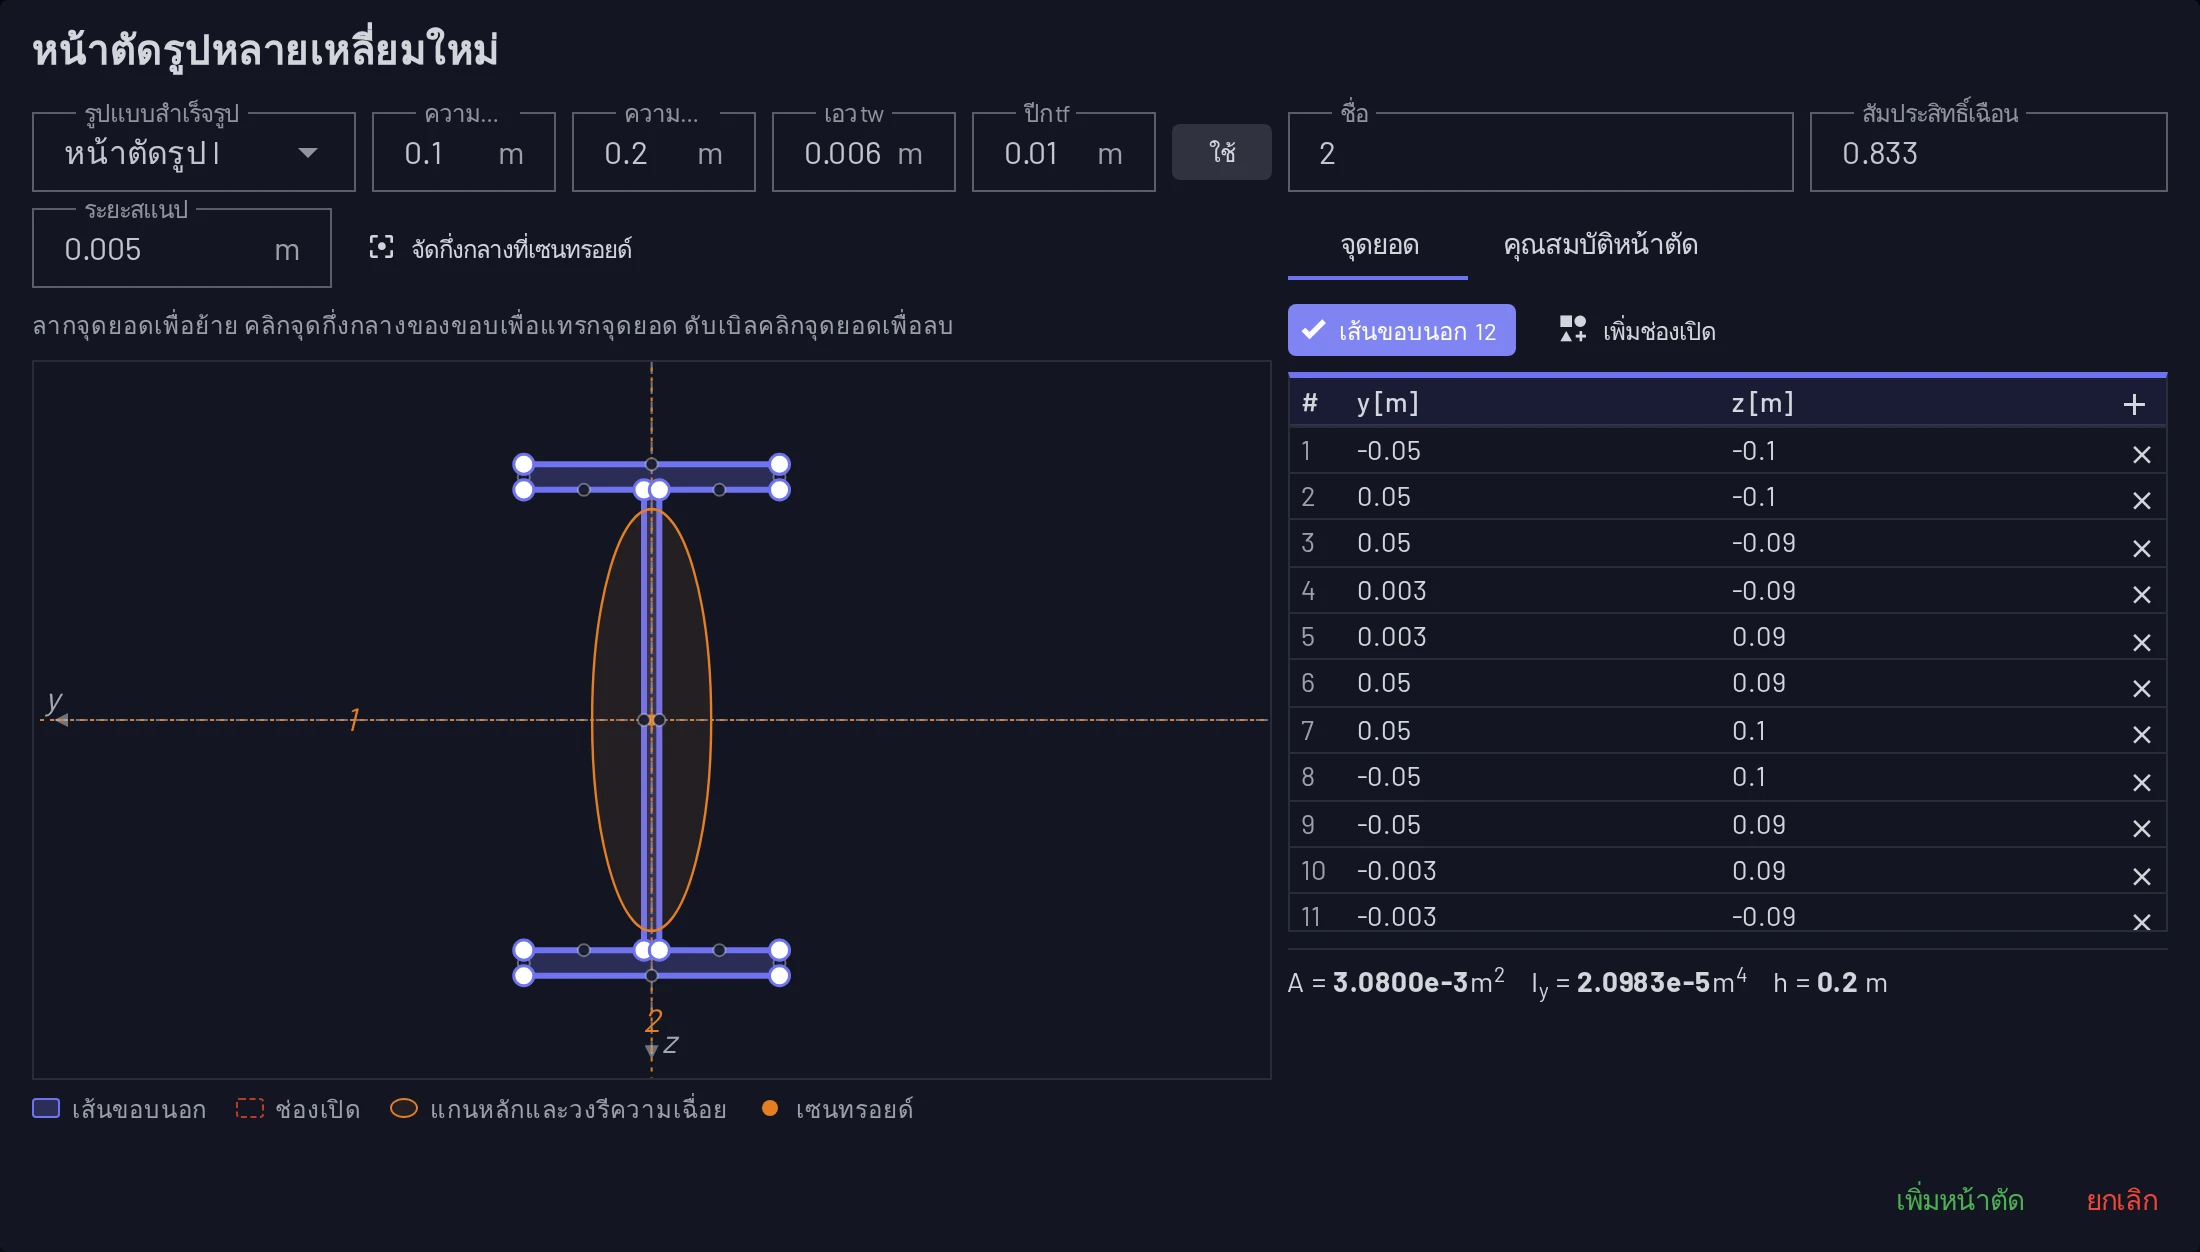 หน้าตัดรูปหลายเหลี่ยมใหม่
รูปแบบสำเร็จรูป
หน้าตัดรูป I
ความ...
0.1 m
ความ...
0.2 m
เอว tw
0.006 m
ปีก tf
0.01 m
ใช้
ชื่อ
2
สัมประสิทธิ์เฉือน
0.833
ระยะสแนป
0.005 m
จัดกึ่งกลางที่เซนทรอยด์
จุดยอด
คุณสมบัติหน้าตัด
ลากจุดยอดเพื่อย้าย คลิกจุดกึ่งกลางของขอบเพื่อแทรกจุดยอด ดับเบิลคลิกจุดยอดเพื่อลบ
เส้นขอบนอก 12
เพิ่มช่องเปิด
# y [m] z [m]
1 -0.05 -0.1
2 0.05 -0.1
3 0.05 -0.09
4 0.003 -0.09
5 0.003 0.09
6 0.05 0.09
7 0.05 0.1
8 -0.05 0.1
9 -0.05 0.09
10 -0.003 0.09
11 -0.003 -0.09
y
1
2
z
A = 3.0800e-3m² Iy = 2.0983e-5m⁴ h = 0.2 m
เส้นขอบนอก
ช่องเปิด
แกนหลักและวงรีความเฉื่อย
เซนทรอยด์
เพิ่มหน้าตัด
ยกเลิก